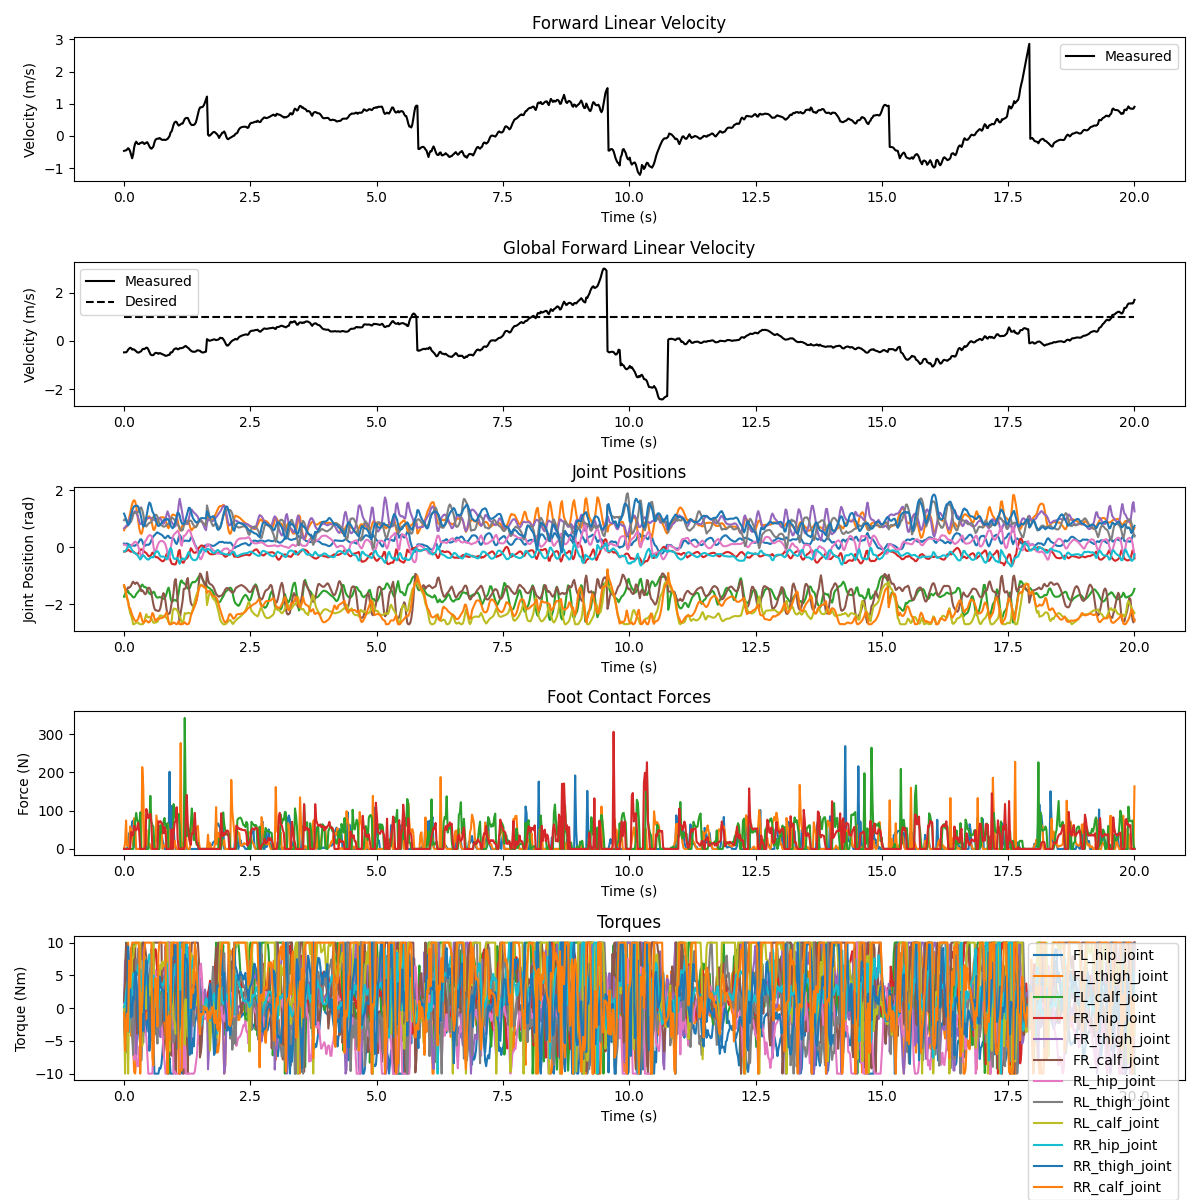 Forward Linear Velocity
Velocity (m/s)
3
2
1
0
−1
Measured
0.0 2.5 5.0 7.5 10.0 12.5 15.0 17.5 20.0
Time (s)
Global Forward Linear Velocity
Velocity (m/s)
2
0
−2
Measured
Desired
0.0 2.5 5.0 7.5 10.0 12.5 15.0 17.5 20.0
Time (s)
Joint Positions
Joint Position (rad)
2
0
−2
0.0 2.5 5.0 7.5 10.0 12.5 15.0 17.5 20.0
Time (s)
Foot Contact Forces
Force (N)
300
200
100
0
0.0 2.5 5.0 7.5 10.0 12.5 15.0 17.5 20.0
Time (s)
Torques
Torque (Nm)
10
5
0
−5
−10
0.0 2.5 5.0 7.5 10.0 12.5 15.0 17.5 20.0
Time (s)
FL_hip_joint
FL_thigh_joint
FL_calf_joint
FR_hip_joint
FR_thigh_joint
FR_calf_joint
RL_hip_joint
RL_thigh_joint
RL_calf_joint
RR_hip_joint
RR_thigh_joint
RR_calf_joint